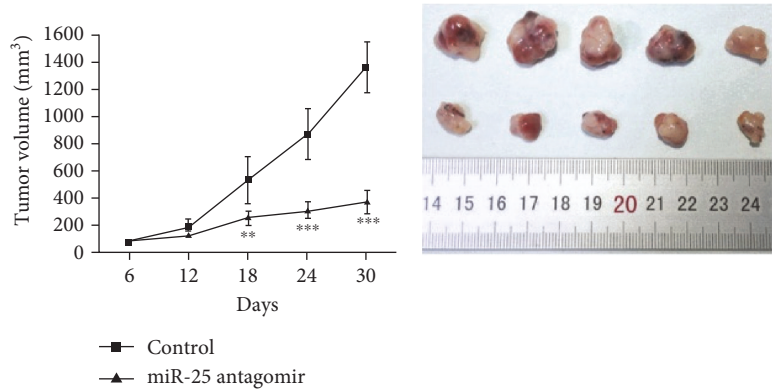 Tumor volume (mm³)
1600
1400
1200
1000
800
600
400
200
0
** *** ***
6 12 18 24 30
Days
Control
miR-25 antagomir
14 15 16 17 18 19 20 21 22 23 24